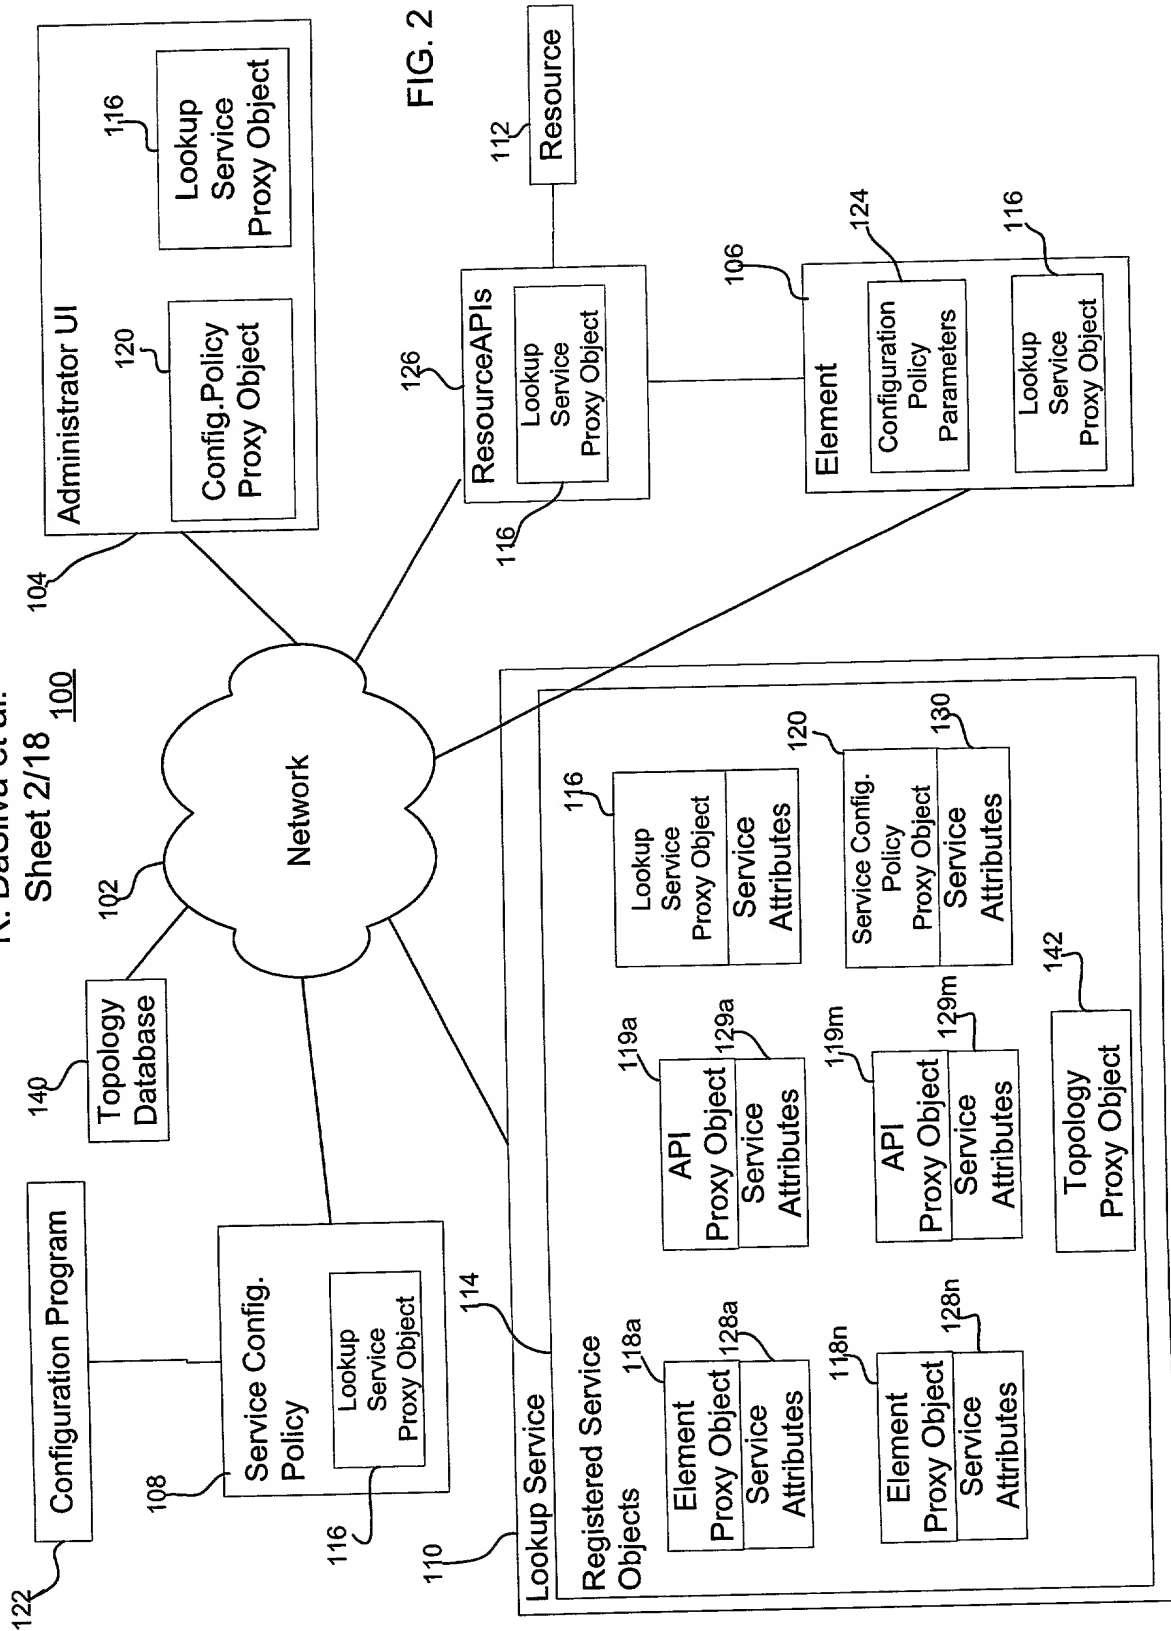 R. DaSilva et al.
Sheet 2/18
100
122
Configuration Program
140
Topology
Database
102
Network
104
Administrator UI
120
Config.Policy
Proxy Object
116
Lookup
Service
Proxy Object
FIG. 2
108
Service Config.
Policy
Lookup
Service
Proxy Object
116
126
ResourceAPIs
Lookup
Service
Proxy Object
116
112
Resource
110
Lookup Service
114
Registered Service
Objects
118a
Element
Proxy Object
128a
Service
Attributes
119a
API
Proxy Object
129a
Service
Attributes
116
Lookup
Service
Proxy Object
Service
Attributes
118n
Element
Proxy Object
128n
Service
Attributes
119m
API
Proxy Object
129m
Service
Attributes
120
Service Config.
Policy
Proxy Object
130
Service
Attributes
142
Topology
Proxy Object
106
Element
124
Configuration
Policy
Parameters
116
Lookup
Service
Proxy Object